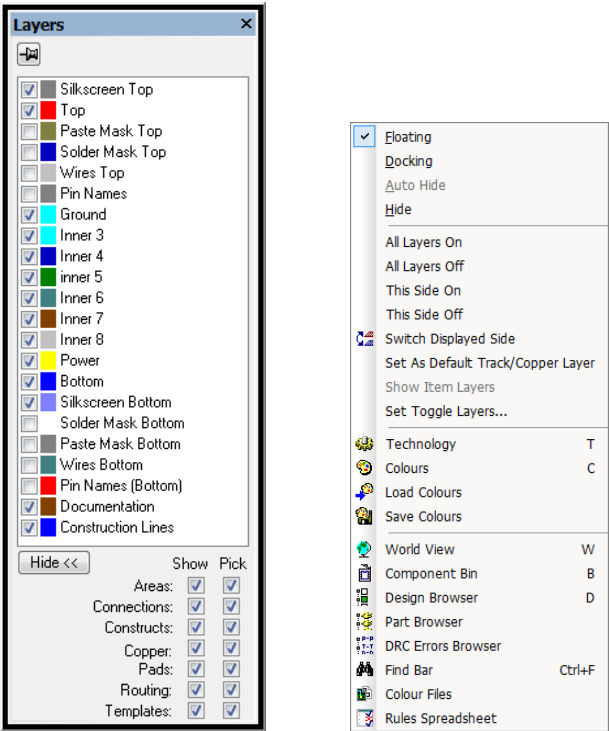 Layers
Silkscreen Top
Top
Paste Mask Top
Solder Mask Top
Wires Top
Pin Names
Ground
Inner 3
Inner 4
inner 5
Inner 6
Inner 7
Inner 8
Power
Bottom
Silkscreen Bottom
Solder Mask Bottom
Paste Mask Bottom
Wires Bottom
Pin Names (Bottom)
Documentation
Construction Lines
Hide << Show Pick
Areas:
Connections:
Constructs:
Copper:
Pads:
Routing:
Templates:
Floating
Docking
Auto Hide
Hide
All Layers On
All Layers Off
This Side On
This Side Off
Switch Displayed Side
Set As Default Track/Copper Layer
Show Item Layers
Set Toggle Layers...
Technology T
Colours C
Load Colours
Save Colours
World View W
Component Bin B
Design Browser D
Part Browser
DRC Errors Browser
Find Bar Ctrl+F
Colour Files
Rules Spreadsheet